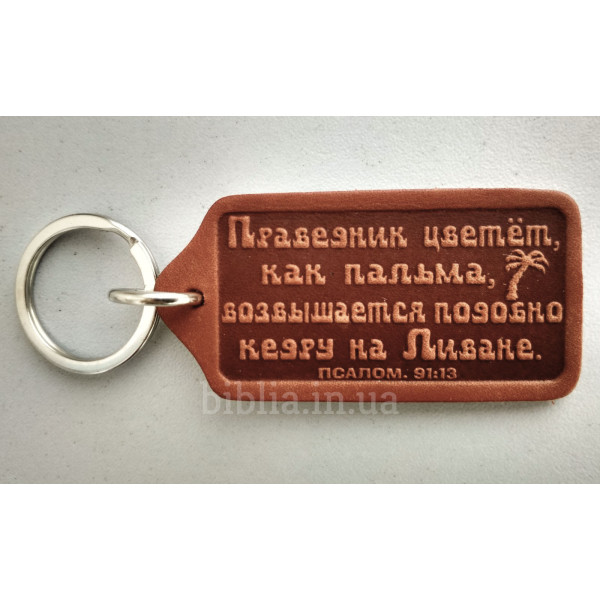 Праведник цветёт,
как пальма,
возвышается подобно
кедру на Ливане.
ПСАЛОМ. 91:13
biblia.in.ua